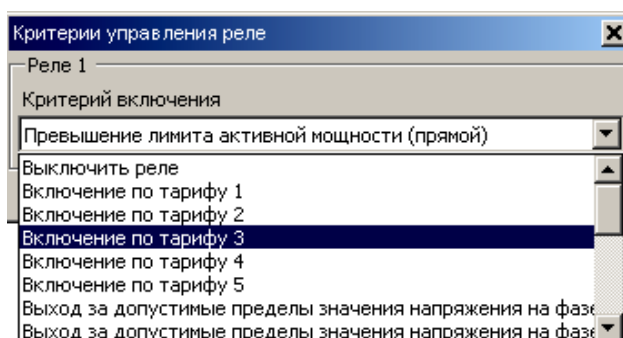 Критерии управления реле
Реле 1
Критерий включения
Превышение лимита активной мощности (прямой)
Выключить реле
Включение по тарифу 1
Включение по тарифу 2
Включение по тарифу 3
Включение по тарифу 4
Включение по тарифу 5
Выход за допустимые пределы значения напряжения на фазе
Выход за допустимые пределы значения напряжения на фазе